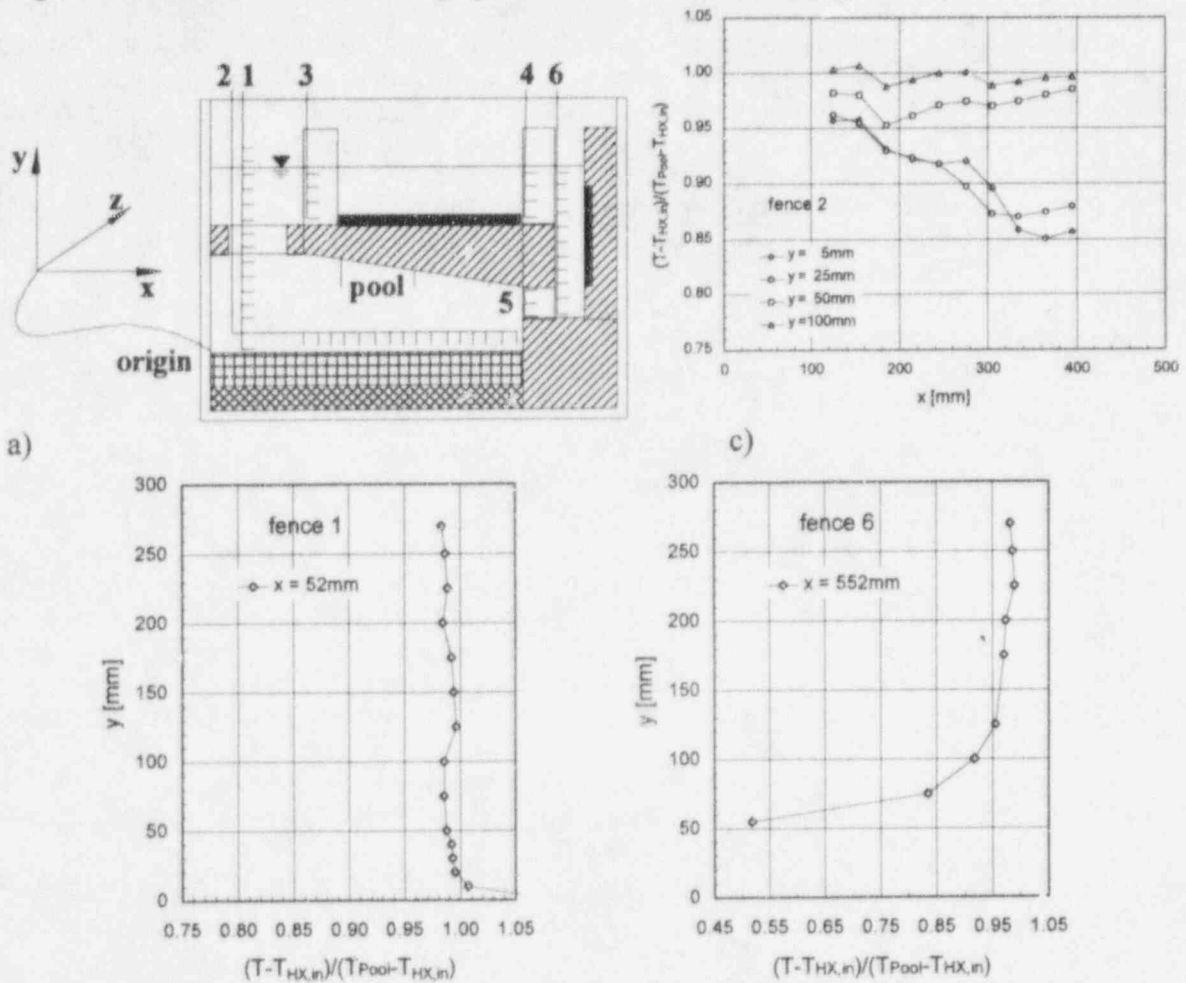 2 1 3 4 6
y
z
x
pool
5
origin
a)
1.05
1.00
0.95
0.90
0.85
0.80
0.75
(T-THX,in)/(TPool-THX,in)
fence 2
y = 5mm
y = 25mm
y = 50mm
y =100mm
0 100 200 300 400 500
x [mm]
c)
300
250
200
150
100
50
0
y [mm]
fence 1
x = 52mm
0.75 0.80 0.85 0.90 0.95 1.00 1.05
(T-THX,in)/(TPool-THX,in)
300
250
200
150
100
50
0
y [mm]
fence 6
x = 552mm
0.45 0.55 0.65 0.75 0.85 0.95 1.05
(T-THX,in)/(TPool-THX,in)